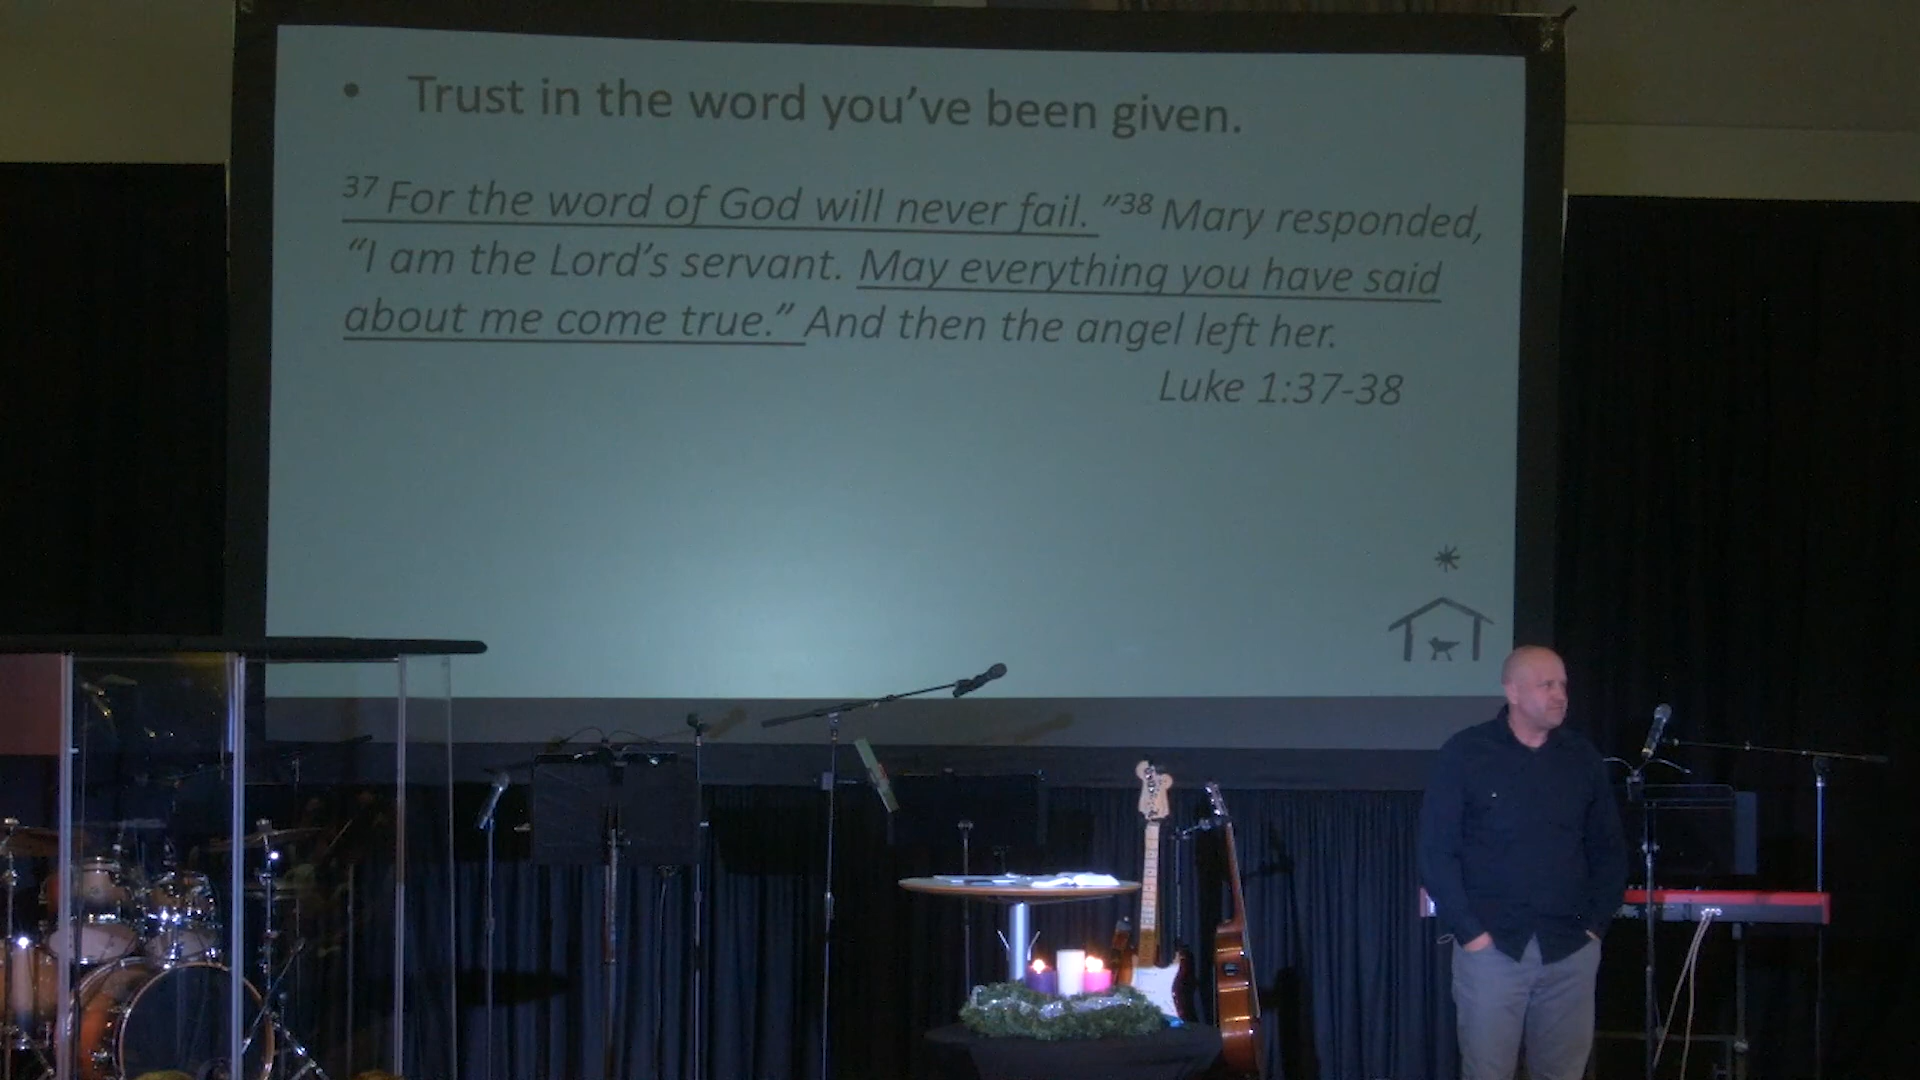 • Trust in the word you’ve been given.
37 For the word of God will never fail. ”38 Mary responded,
“I am the Lord’s servant. May everything you have said
about me come true.” And then the angel left her.
Luke 1:37-38